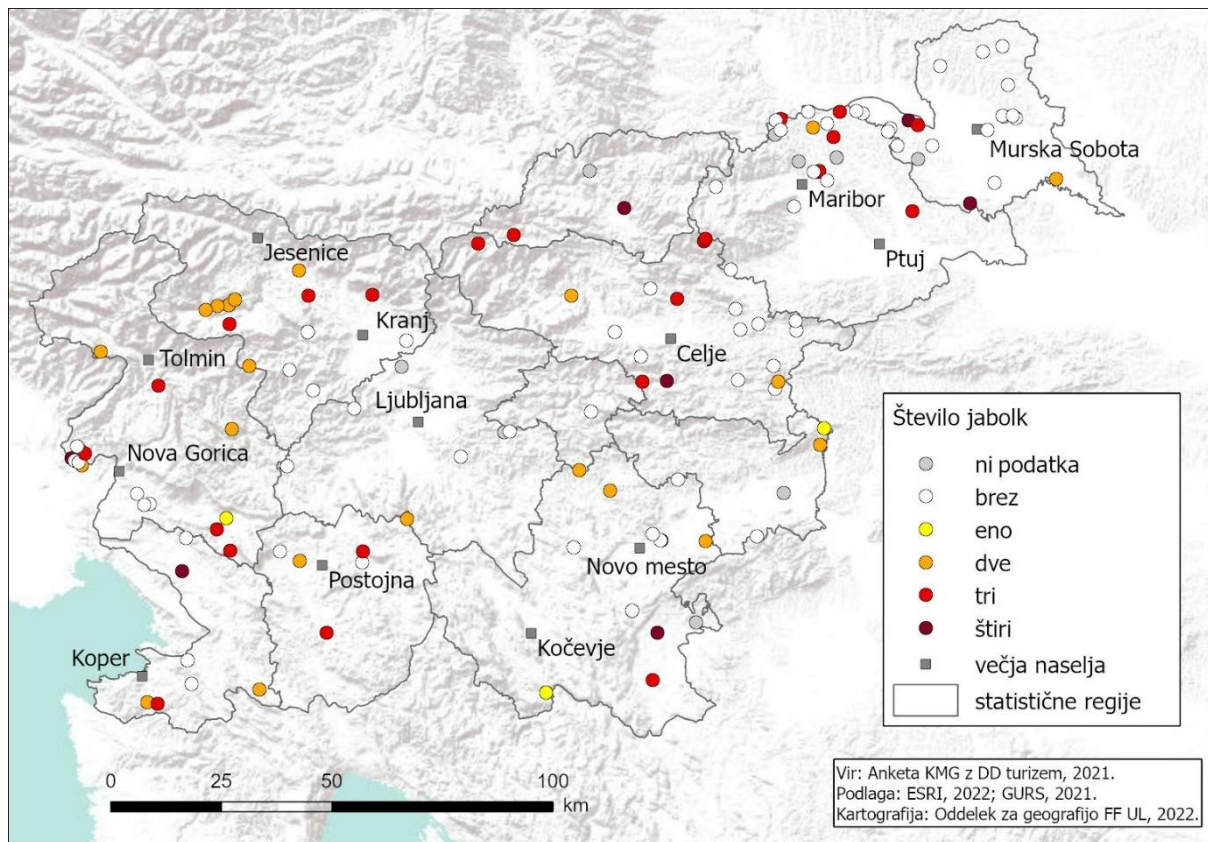 Murska Sobota
Maribor
Ptuj
Jesenice
Kranj
Tolmin
Celje
Ljubljana
Nova Gorica
Postojna
Novo mesto
Kočevje
Koper
Število jabolk
ni podatka
brez
eno
dve
tri
štiri
večja naselja
statistične regije
0 25 50 100
km
Vir: Anketa KMG z DD turizem, 2021.
Podlaga: ESRI, 2022; GURS, 2021.
Kartografija: Oddelek za geografijo FF UL, 2022.